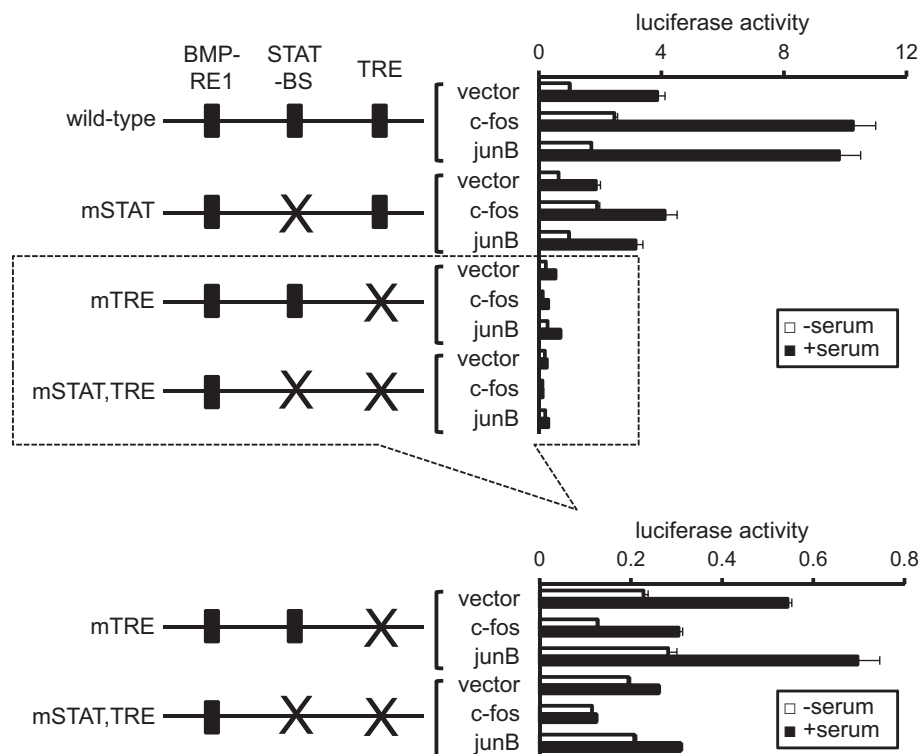 luciferase activity
0 4 8 12
BMP-
RE1
STAT
-BS
TRE
wild-type
vector
c-fos
junB
mSTAT
vector
c-fos
junB
mTRE
vector
c-fos
junB
mSTAT,TRE
vector
c-fos
junB
-serum
+serum
luciferase activity
0 0.2 0.4 0.6 0.8
mTRE
vector
c-fos
junB
mSTAT,TRE
vector
c-fos
junB
-serum
+serum